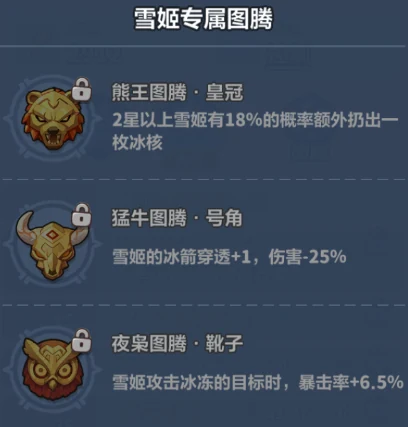 雪姬专属图腾
熊王图腾·皇冠
2星以上雪姬有18%的概率额外扔出一
枚冰核
猛牛图腾·号角
雪姬的冰箭穿透+1，伤害-25%
夜枭图腾·靴子
雪姬攻击冰冻的目标时，暴击率+6.5%